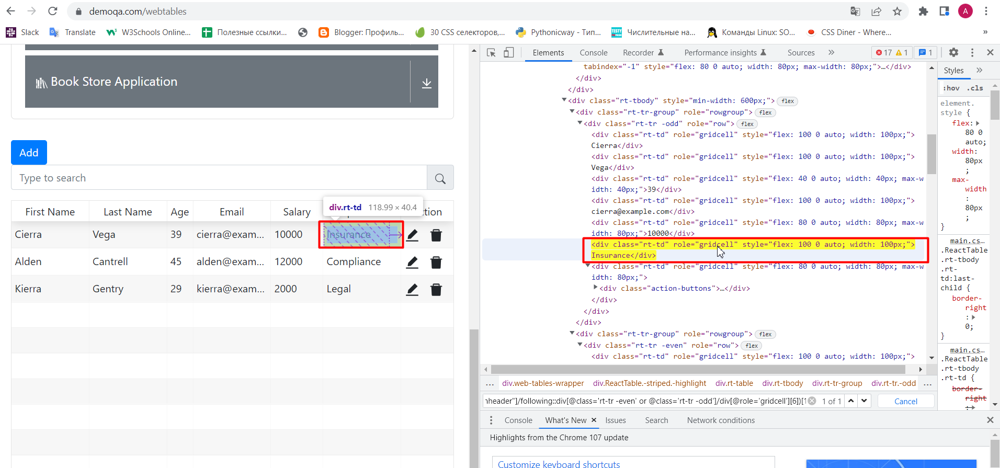 demoqa.com/webtables
A
Slack
Translate
W3Schools Online...
Полезные ссылки...
Blogger: Профиль...
30 CSS селекторов,...
Pythonicway - Тип...
TESTY
Числительные на...
Команды Linux: SO...
CSS Diner - Where...
»
Book Store Application
Add
Type to search
div.rt-td 118.99 × 40.4
First Name Last Name Age Email Salary ction
Cierra Vega 39 cierra@exam... 10000 Insurance
Alden Cantrell 45 alden@exam... 12000 Compliance
Kierra Gentry 29 kierra@exam... 2000 Legal
Elements Console Recorder Performance insights Sources » 17 1 1
tabindex="-1" style="flex: 80 0 auto; width: 80px; max-width: 80px;">…</div>
</div>
</div>
<div class="rt-tbody" style="min-width: 600px;"> flex
<div class="rt-tr-group" role="rowgroup"> flex
<div class="rt-tr -odd" role="row"> flex
<div class="rt-td" role="gridcell" style="flex: 100 0 auto; width: 100px;">
Cierra</div>
<div class="rt-td" role="gridcell" style="flex: 100 0 auto; width: 100px;">
Vega</div>
<div class="rt-td" role="gridcell" style="flex: 40 0 auto; width: 40px; max-w
idth: 40px;">39</div>
<div class="rt-td" role="gridcell" style="flex: 100 0 auto; width: 100px;">
cierra@example.com</div>
<div class="rt-td" role="gridcell" style="flex: 80 0 auto; width: 80px; max-w
idth: 80px;">10000</div>
<div class="rt-td" role="gridcell" style="flex: 100 0 auto; width: 100px;">
Insurance</div>
<div class="rt-td" role="gridcell" style="flex: 80 0 auto; width: 80px; max-w
idth: 80px;">
<div class="action-buttons">…</div>
</div>
</div>
</div>
<div class="rt-tr-group" role="rowgroup"> flex
<div class="rt-tr -even" role="row"> flex
<div class="rt-td" role="gridcell" style="flex: 100 0 auto; width: 100px;">
... div.web-tables-wrapper div.ReactTable.-striped.-highlight div.rt-table div.rt-tbody div.rt-tr-group div.rt-tr.-odd ...
nheader"]/following::div[@class='rt-tr -even' or @class='rt-tr -odd']/div[@role='gridcell'][6])[1 1 of 1 Cancel
Styles »
:hov .cls
element.
style {
flex:
80 0
auto;
width:
80px
;
max-
width
:
80px
;
}
main.cs…
.ReactTable
.rt-tbody
.rt-
td:last-
child {
border-
right
:
0;
}
main.cs…
.ReactTable
.rt-tbody
.rt-td {
border-
right
:
Console What's New × Issues Search Network conditions
Highlights from the Chrome 107 update
Customize keyboard shortcuts